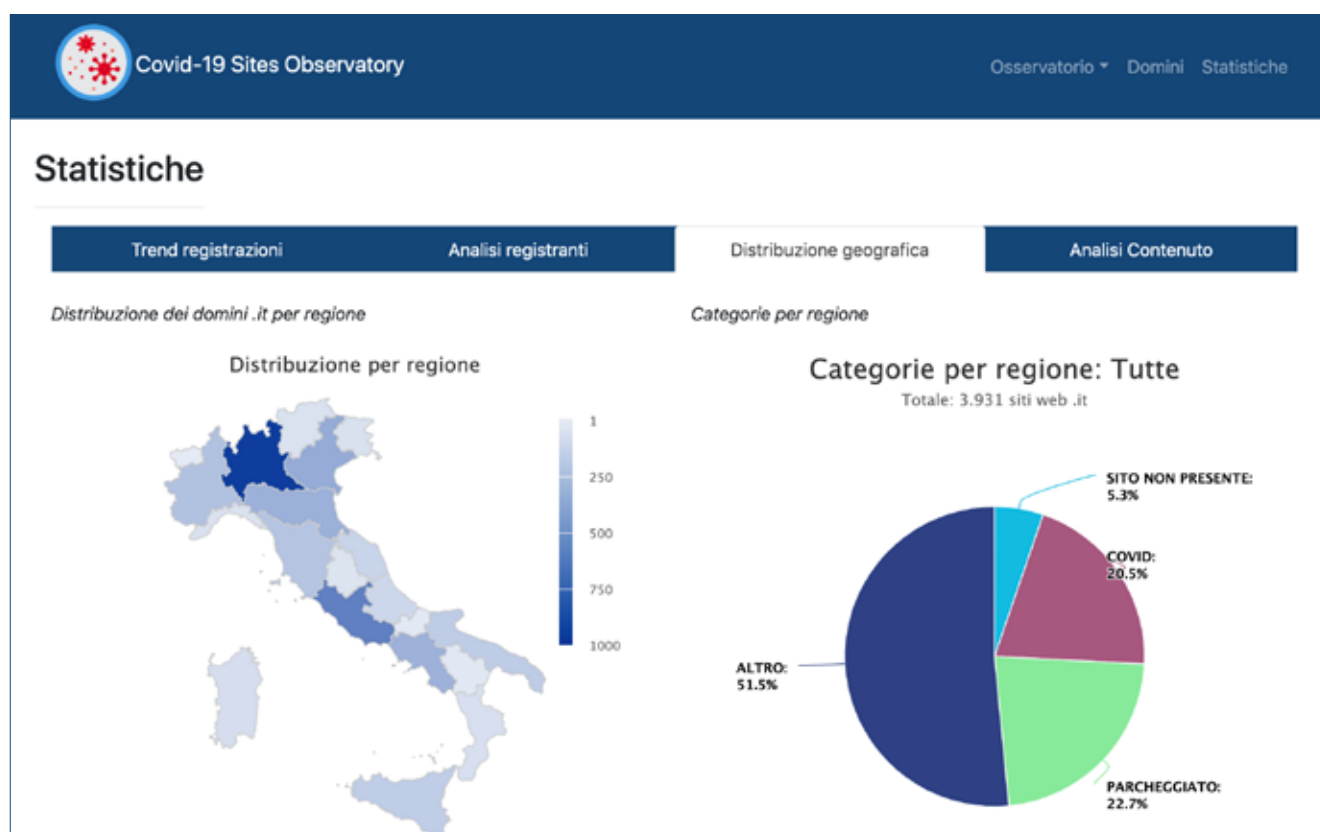 Covid-19 Sites Observatory
Osservatorio Domini Statistiche
Statistiche
Trend registrazioni Analisi registranti Distribuzione geografica Analisi Contenuto
Distribuzione dei domini .it per regione
Categorie per regione
Distribuzione per regione
1
250
500
750
1000
Categorie per regione: Tutte
Totale: 3.931 siti web .it
SITO NON PRESENTE:
5.3%
COVID:
20.5%
ALTRO:
51.5%
PARCHEGGIATO:
22.7%